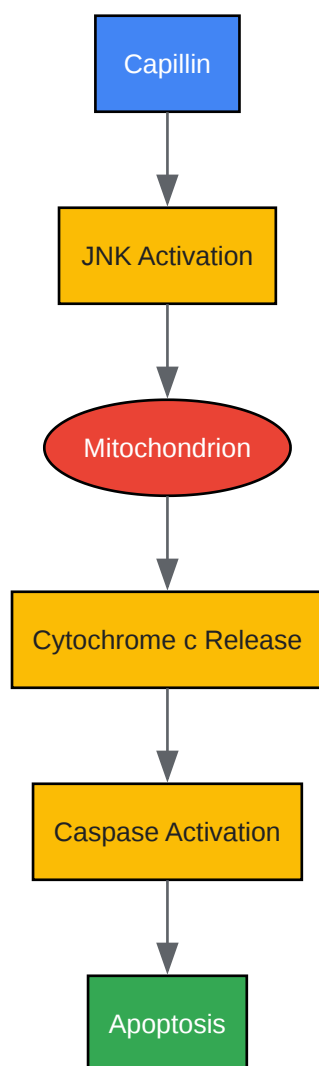 Capillin
JNK Activation
Mitochondrion
Cytochrome c Release
Caspase Activation
Apoptosis